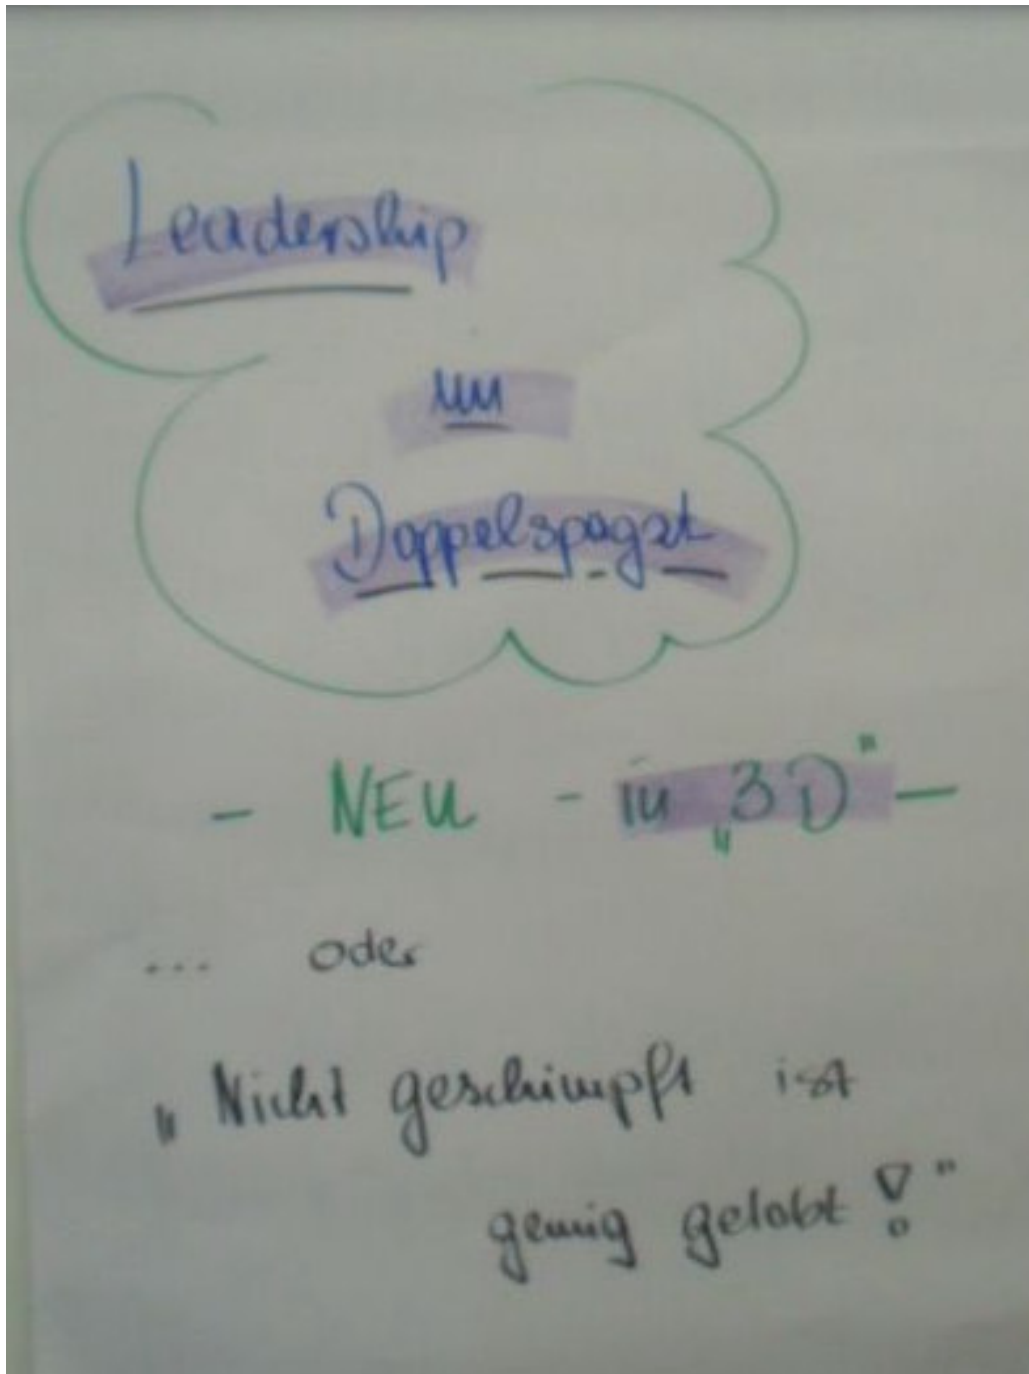 Leadership
im
Doppelspagat
- NEU - in „3D" -
... oder
„Nicht geschimpft ist
genug gelobt!"